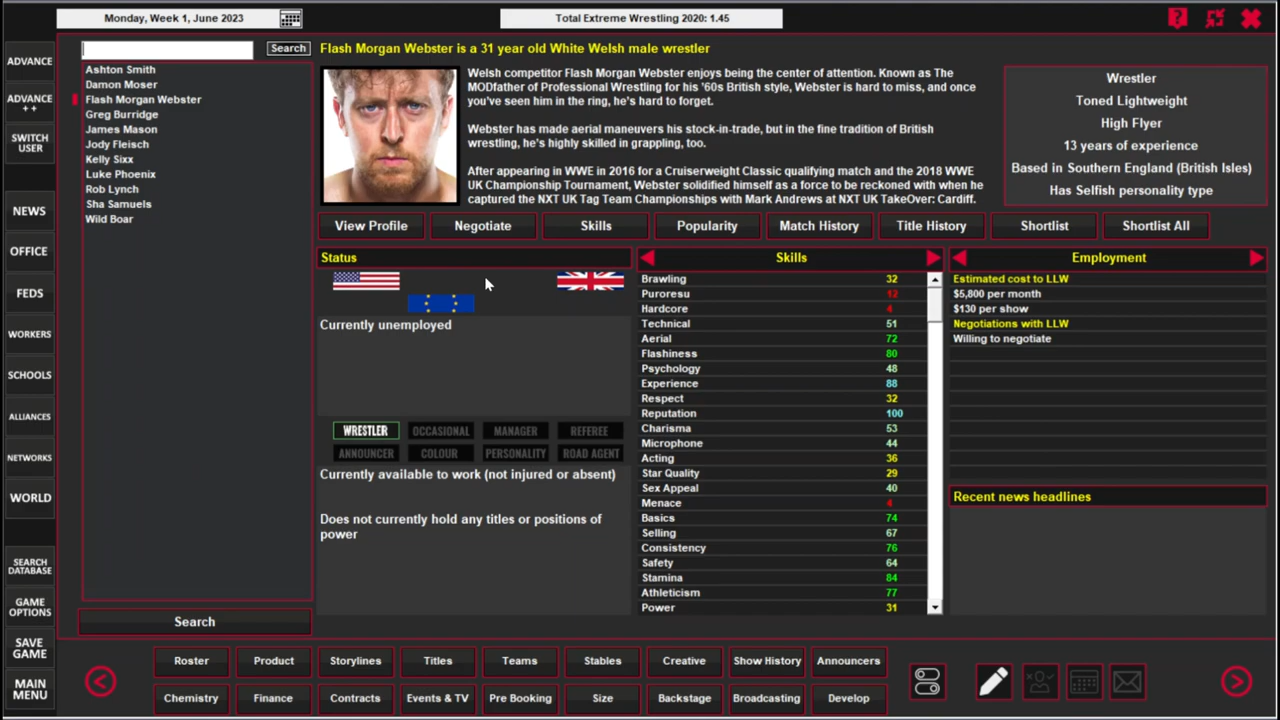 Monday, Week 1, June 2023
Total Extreme Wrestling 2020: 1.45
ADVANCE
ADVANCE
++
SWITCH
USER
NEWS
OFFICE
FEDS
WORKERS
SCHOOLS
ALLIANCES
NETWORKS
WORLD
SEARCH
DATABASE
GAME
OPTIONS
SAVE
GAME
MAIN
MENU
Search
Ashton Smith
Damon Moser
Flash Morgan Webster
Greg Burridge
James Mason
Jody Fleisch
Kelly Sixx
Luke Phoenix
Rob Lynch
Sha Samuels
Wild Boar
Search
Flash Morgan Webster is a 31 year old White Welsh male wrestler
Welsh competitor Flash Morgan Webster enjoys being the center of attention. Known as The
MODfather of Professional Wrestling for his '60s British style, Webster is hard to miss, and once
you've seen him in the ring, he's hard to forget.
Webster has made aerial maneuvers his stock-in-trade, but in the fine tradition of British
wrestling, he's highly skilled in grappling, too.
After appearing in WWE in 2016 for a Cruiserweight Classic qualifying match and the 2018 WWE
UK Championship Tournament, Webster solidified himself as a force to be reckoned with when he
captured the NXT UK Tag Team Championships with Mark Andrews at NXT UK TakeOver: Cardiff.
Wrestler
Toned Lightweight
High Flyer
13 years of experience
Based in Southern England (British Isles)
Has Selfish personality type
View Profile
Negotiate
Skills
Popularity
Match History
Title History
Shortlist
Shortlist All
Status
Currently unemployed
WRESTLER
OCCASIONAL
MANAGER
REFEREE
ANNOUNCER
COLOUR
PERSONALITY
ROAD AGENT
Currently available to work (not injured or absent)
Does not currently hold any titles or positions of
power
Skills
Brawling 32
Puroresu 12
Hardcore 4
Technical 51
Aerial 72
Flashiness 80
Psychology 48
Experience 88
Respect 32
Reputation 100
Charisma 53
Microphone 44
Acting 36
Star Quality 29
Sex Appeal 40
Menace 4
Basics 74
Selling 67
Consistency 76
Safety 64
Stamina 84
Athleticism 77
Power 31
Employment
Estimated cost to LLW
$5,800 per month
$130 per show
Negotiations with LLW
Willing to negotiate
Recent news headlines
Roster
Product
Storylines
Titles
Teams
Stables
Creative
Show History
Announcers
Chemistry
Finance
Contracts
Events & TV
Pre Booking
Size
Backstage
Broadcasting
Develop